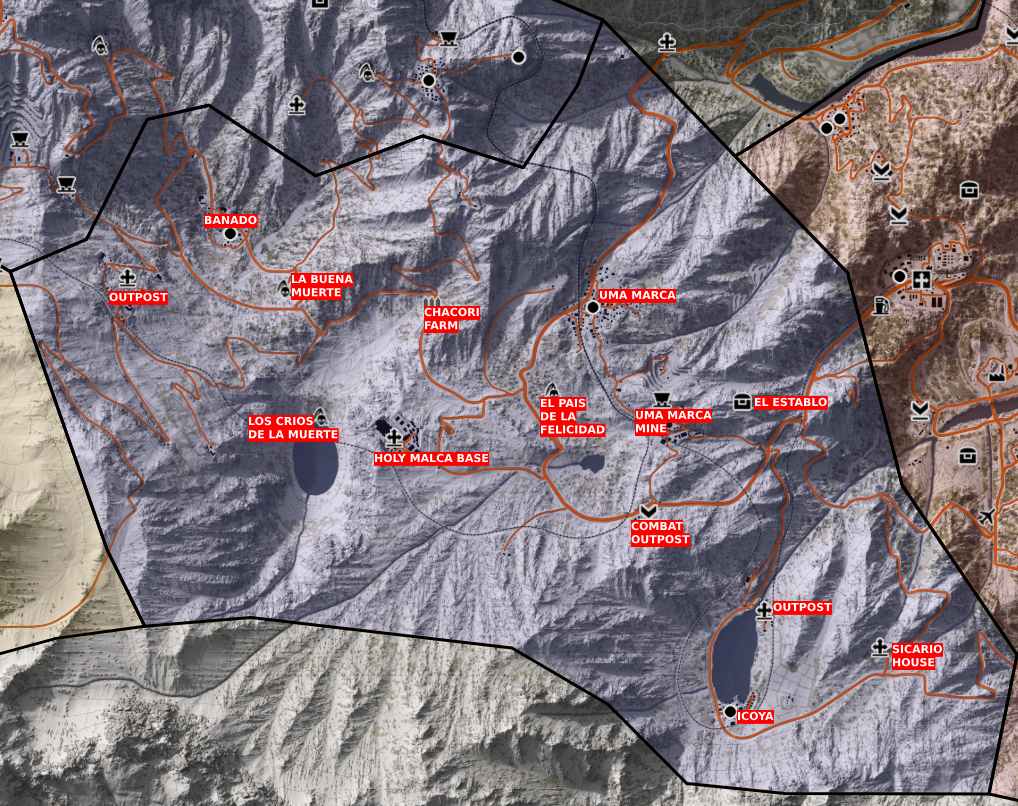 BANADO
LA BUENA
MUERTE
OUTPOST
UMA MARCA
CHACORI
FARM
EL PAIS
DE LA
FELICIDAD
EL ESTABLO
UMA MARCA
MINE
LOS CRIOS
DE LA MUERTE
HOLY MALCA BASE
COMBAT
OUTPOST
OUTPOST
SICARIO
HOUSE
ICOYA